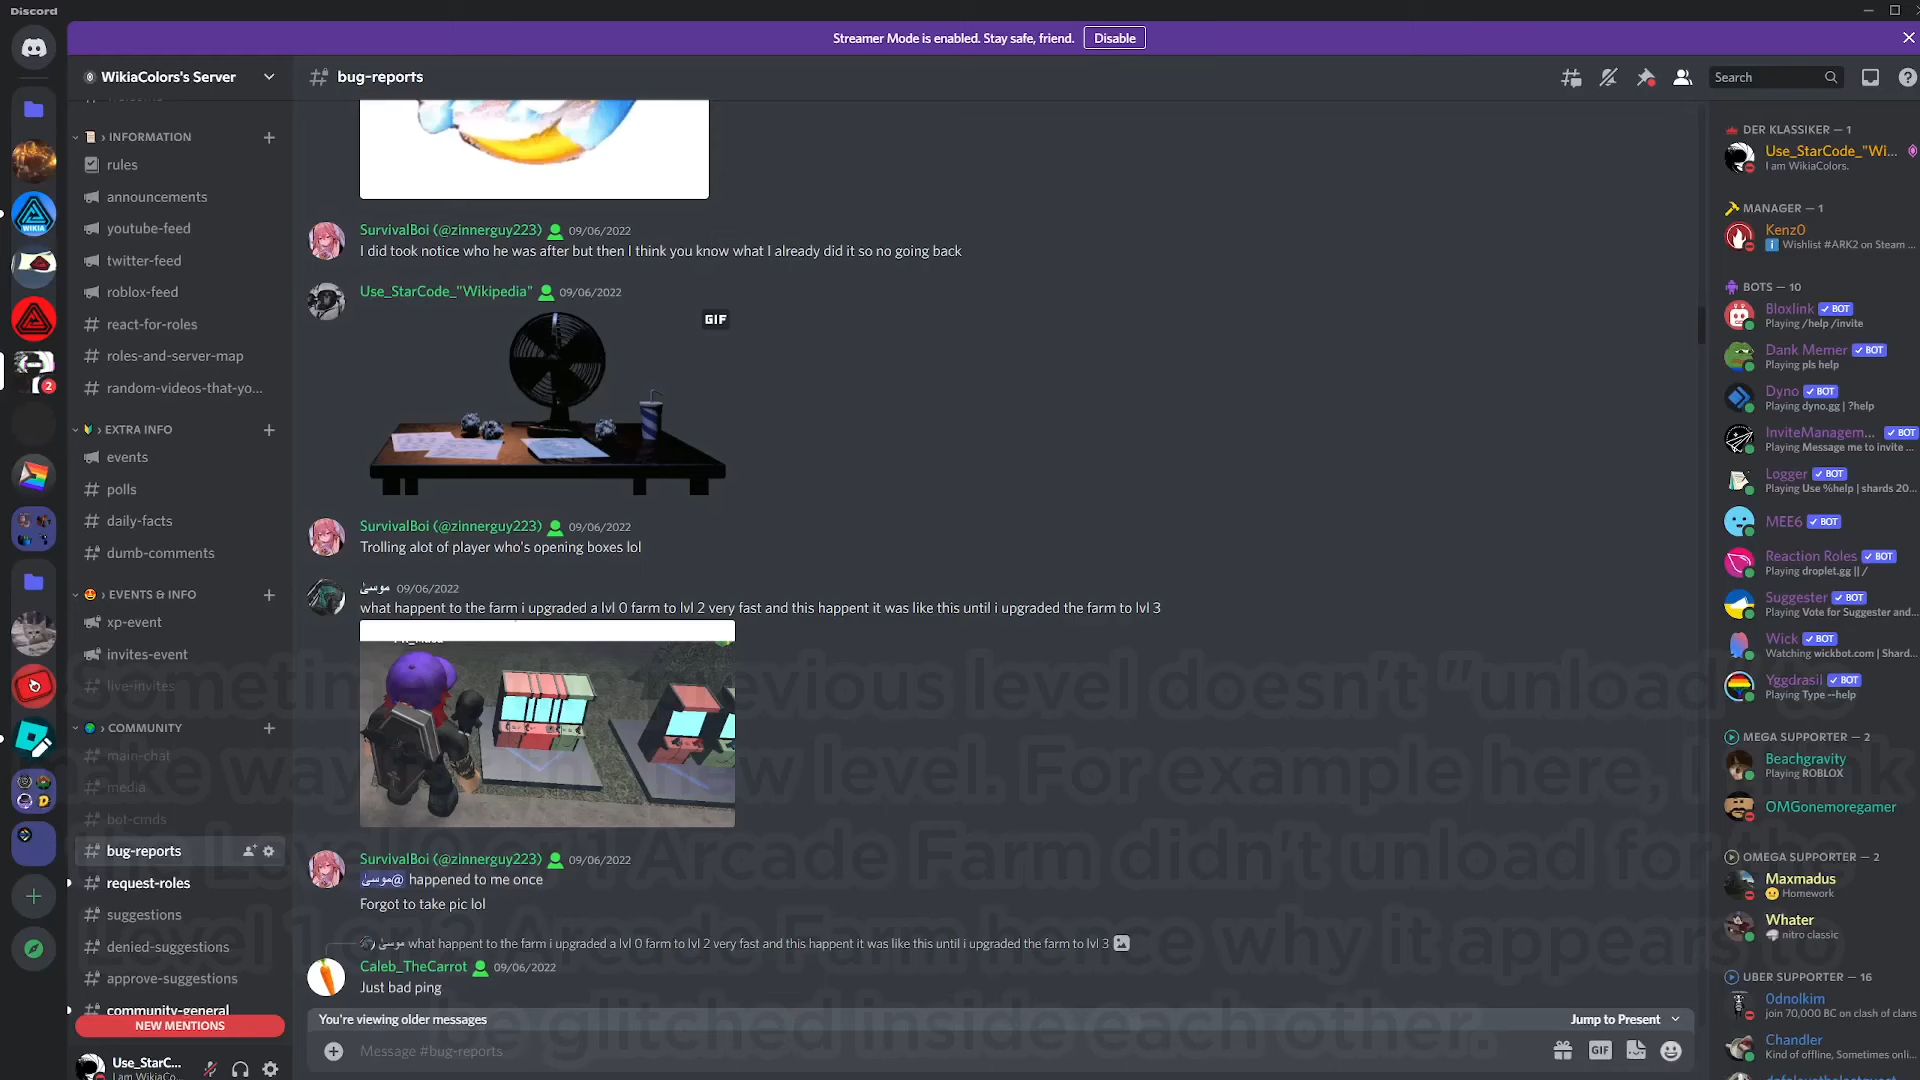 Discord
Streamer Mode is enabled. Stay safe, friend.
Disable
WikiaColors's Server
bug-reports
Search
› INFORMATION
rules
announcements
youtube-feed
twitter-feed
roblox-feed
react-for-roles
roles-and-server-map
random-videos-that-yo...
› EXTRA INFO
events
polls
daily-facts
dumb-comments
› EVENTS & INFO
xp-event
invites-event
live-invites
› COMMUNITY
main-chat
media
bot-cmds
bug-reports
request-roles
suggestions
denied-suggestions
approve-suggestions
community-general
NEW MENTIONS
Use_StarC...
I am WikiaCo...
WIKIA
2
SurvivalBoi (@zinnerguy223) 09/06/2022
I did took notice who he was after but then I think you know what I already did it so no going back
Use_StarCode_"Wikipedia" 09/06/2022
GIF
SurvivalBoi (@zinnerguy223) 09/06/2022
Trolling alot of player who's opening boxes lol
موسىٰ 09/06/2022
what happent to the farm i upgraded a lvl 0 farm to lvl 2 very fast and this happent it was like this until i upgraded the farm to lvl 3
SurvivalBoi (@zinnerguy223) 09/06/2022
@موسىٰ happened to me once
Forgot to take pic lol
موسىٰ what happent to the farm i upgraded a lvl 0 farm to lvl 2 very fast and this happent it was like this until i upgraded the farm to lvl 3
Caleb_TheCarrot 09/06/2022
Just bad ping
You're viewing older messages
Jump to Present
Message #bug-reports
GIF
evious level doesn't "unload" to
ke way w level. For example here, I think
the Level Arcade Farm didn't unload for the
Level 1 or 2 Arcade Farm hence why it appears to
be glitched inside each other.
DER KLASSIKER — 1
Use_StarCode_"Wi...
I am WikiaColors.
MANAGER — 1
Kenz0
Wishlist #ARK2 on Steam ...
BOTS — 10
Bloxlink BOT
Playing /help /invite
Dank Memer BOT
Playing pls help
Dyno BOT
Playing dyno.gg | ?help
InviteManagem... BOT
Playing Message me to invite ...
Logger BOT
Playing Use %help | shards 20...
MEE6 BOT
Reaction Roles BOT
Playing droplet.gg || /
Suggester BOT
Playing Vote for Suggester and...
Wick BOT
Watching wickbot.com | Shard...
Yggdrasil BOT
Playing Type --help
MEGA SUPPORTER — 2
Beachgravity
Playing ROBLOX
OMGonemoregamer
OMEGA SUPPORTER — 2
Maxmadus
Homework
Whater
nitro classic
UBER SUPPORTER — 16
0dnolkim
join 70,000 BC on clash of clans
Chandler
Kind of offline, Sometimes onli...